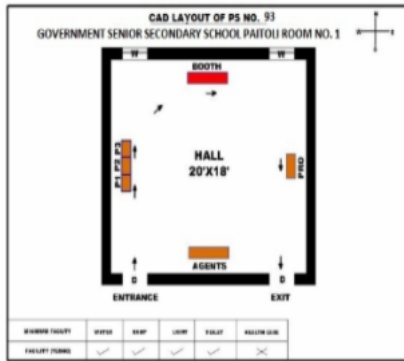 CAD LAYOUT OF PS NO. 93
GOVERNMENT SENIOR SECONDARY SCHOOL PAITOLI ROOM NO. 1
W W
BOOTH
P1 P2 P3
HALL
20'X18'
PRO
AGENTS
D D
ENTRANCE EXIT
WATER RAMP LIGHT TOILET